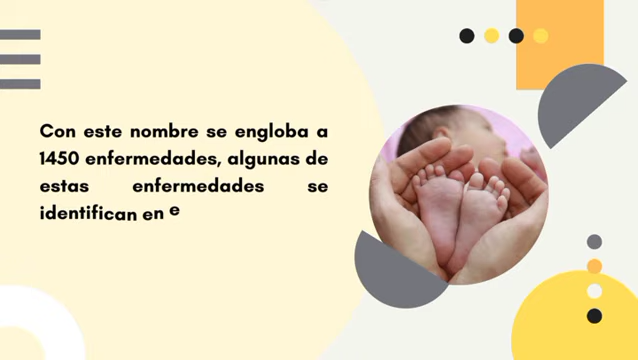 Con este nombre se engloba a
1450 enfermedades, algunas de
estas enfermedades se
identifican en e